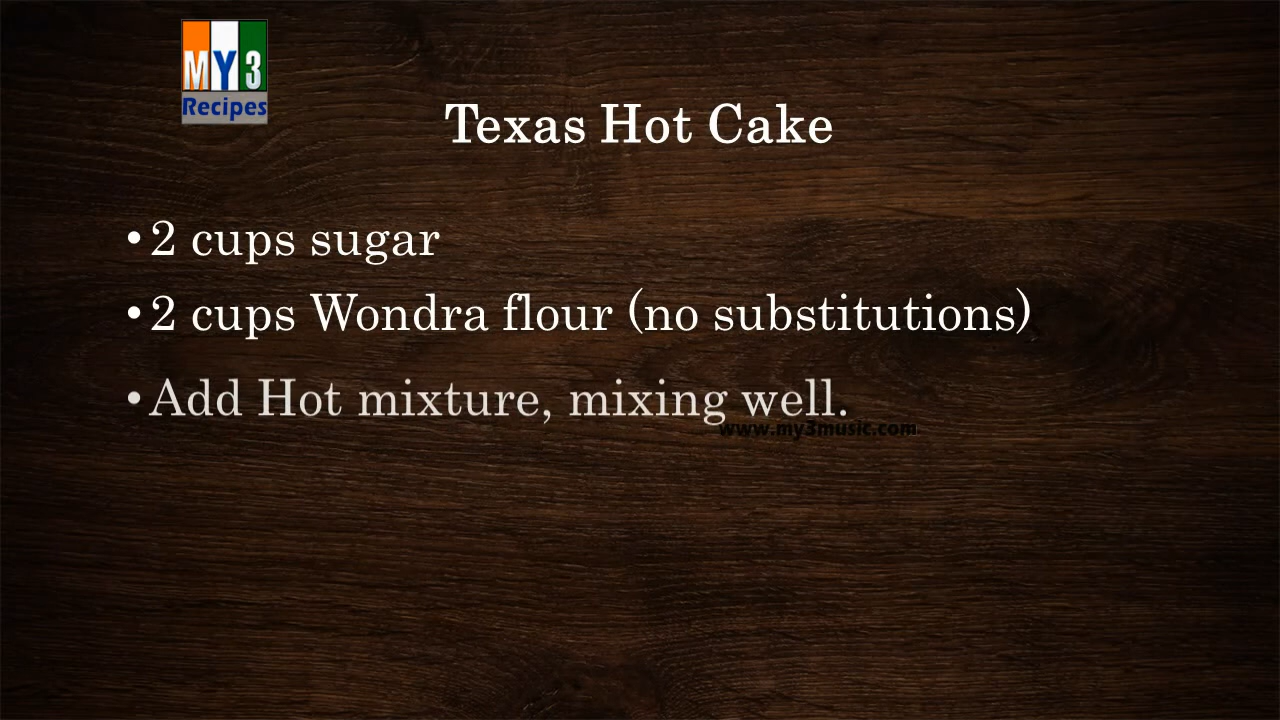 MY3
Recipes
Texas Hot Cake
• 2 cups sugar
• 2 cups Wondra flour (no substitutions)
• Add Hot mixture, mixing well.
www.my3music.com